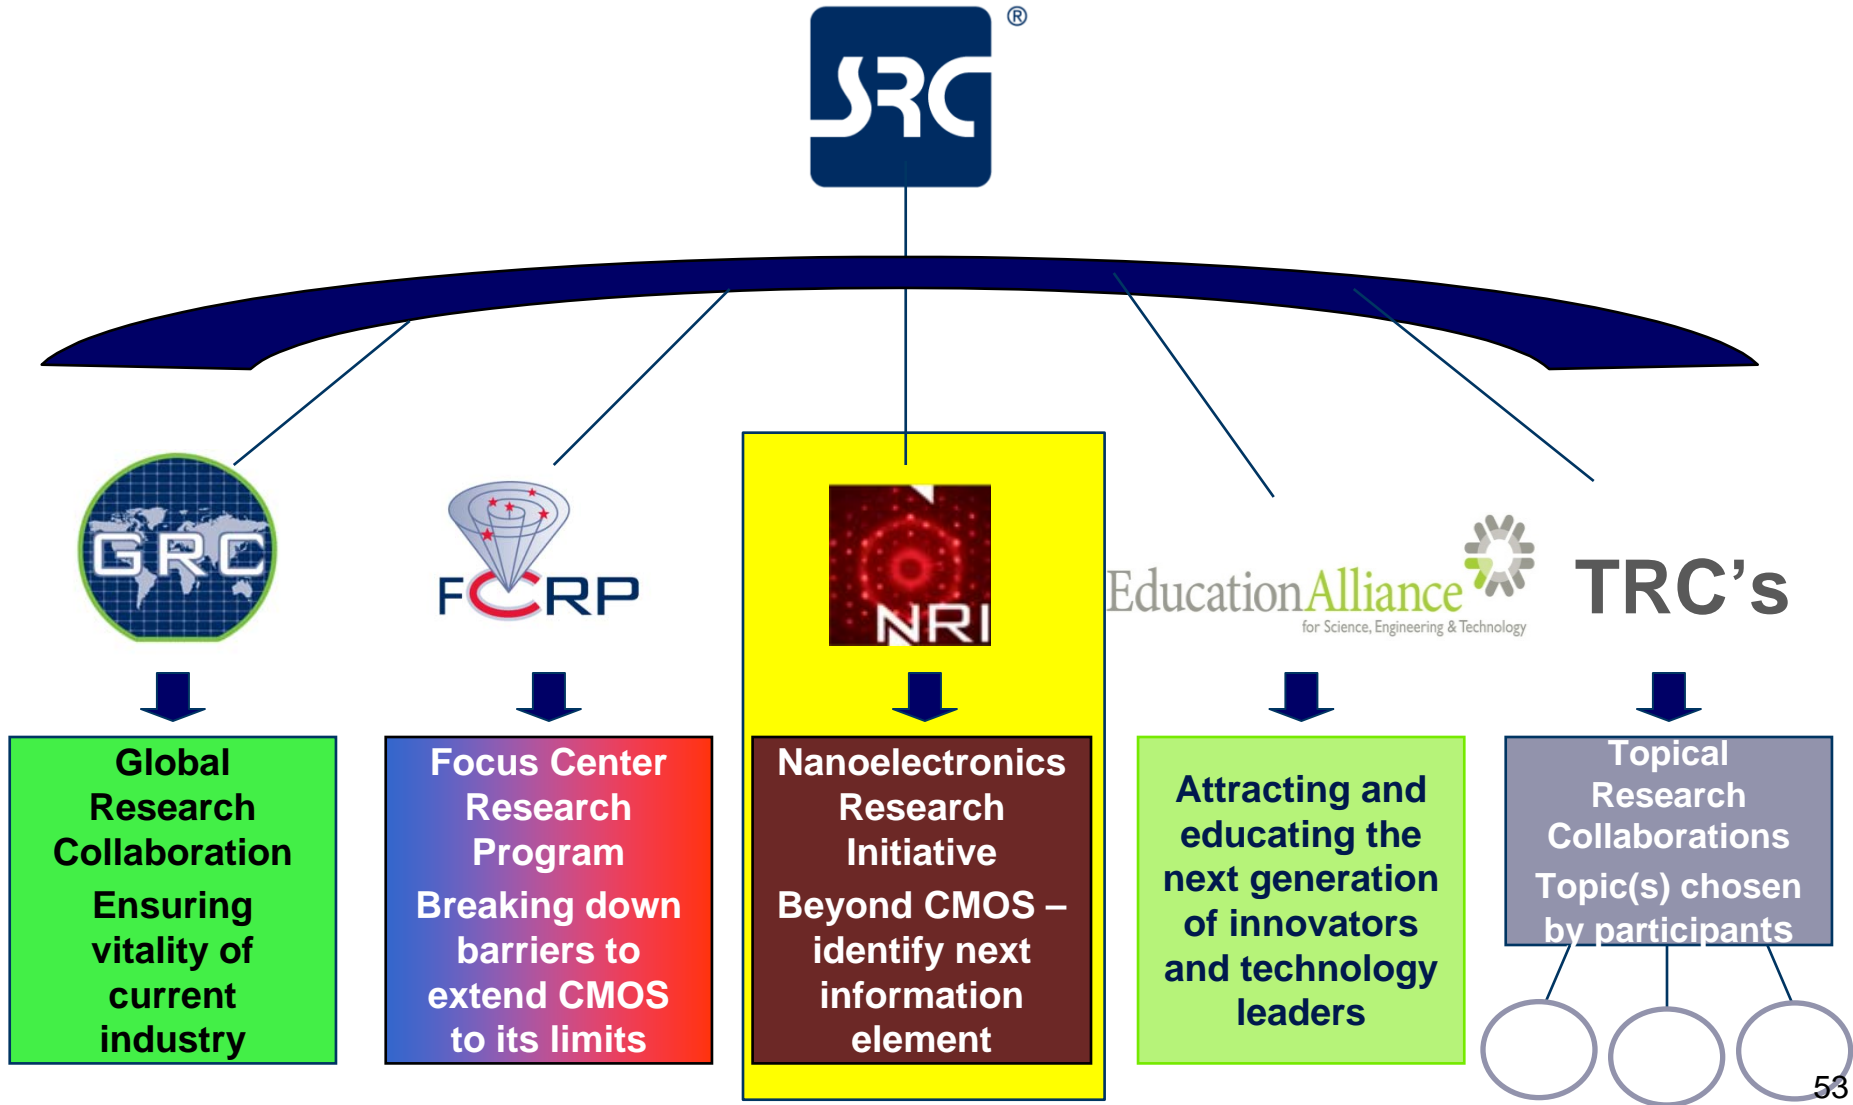 SRC®
GRC
FCRP
NRI
EducationAlliance
for Science, Engineering & Technology
TRC’s
Global
Research
Collaboration
Ensuring
vitality of
current
industry
Focus Center
Research
Program
Breaking down
barriers to
extend CMOS
to its limits
Nanoelectronics
Research
Initiative
Beyond CMOS –
identify next
information
element
Attracting and
educating the
next generation
of innovators
and technology
leaders
Topical
Research
Collaborations
Topic(s) chosen
by participants
53